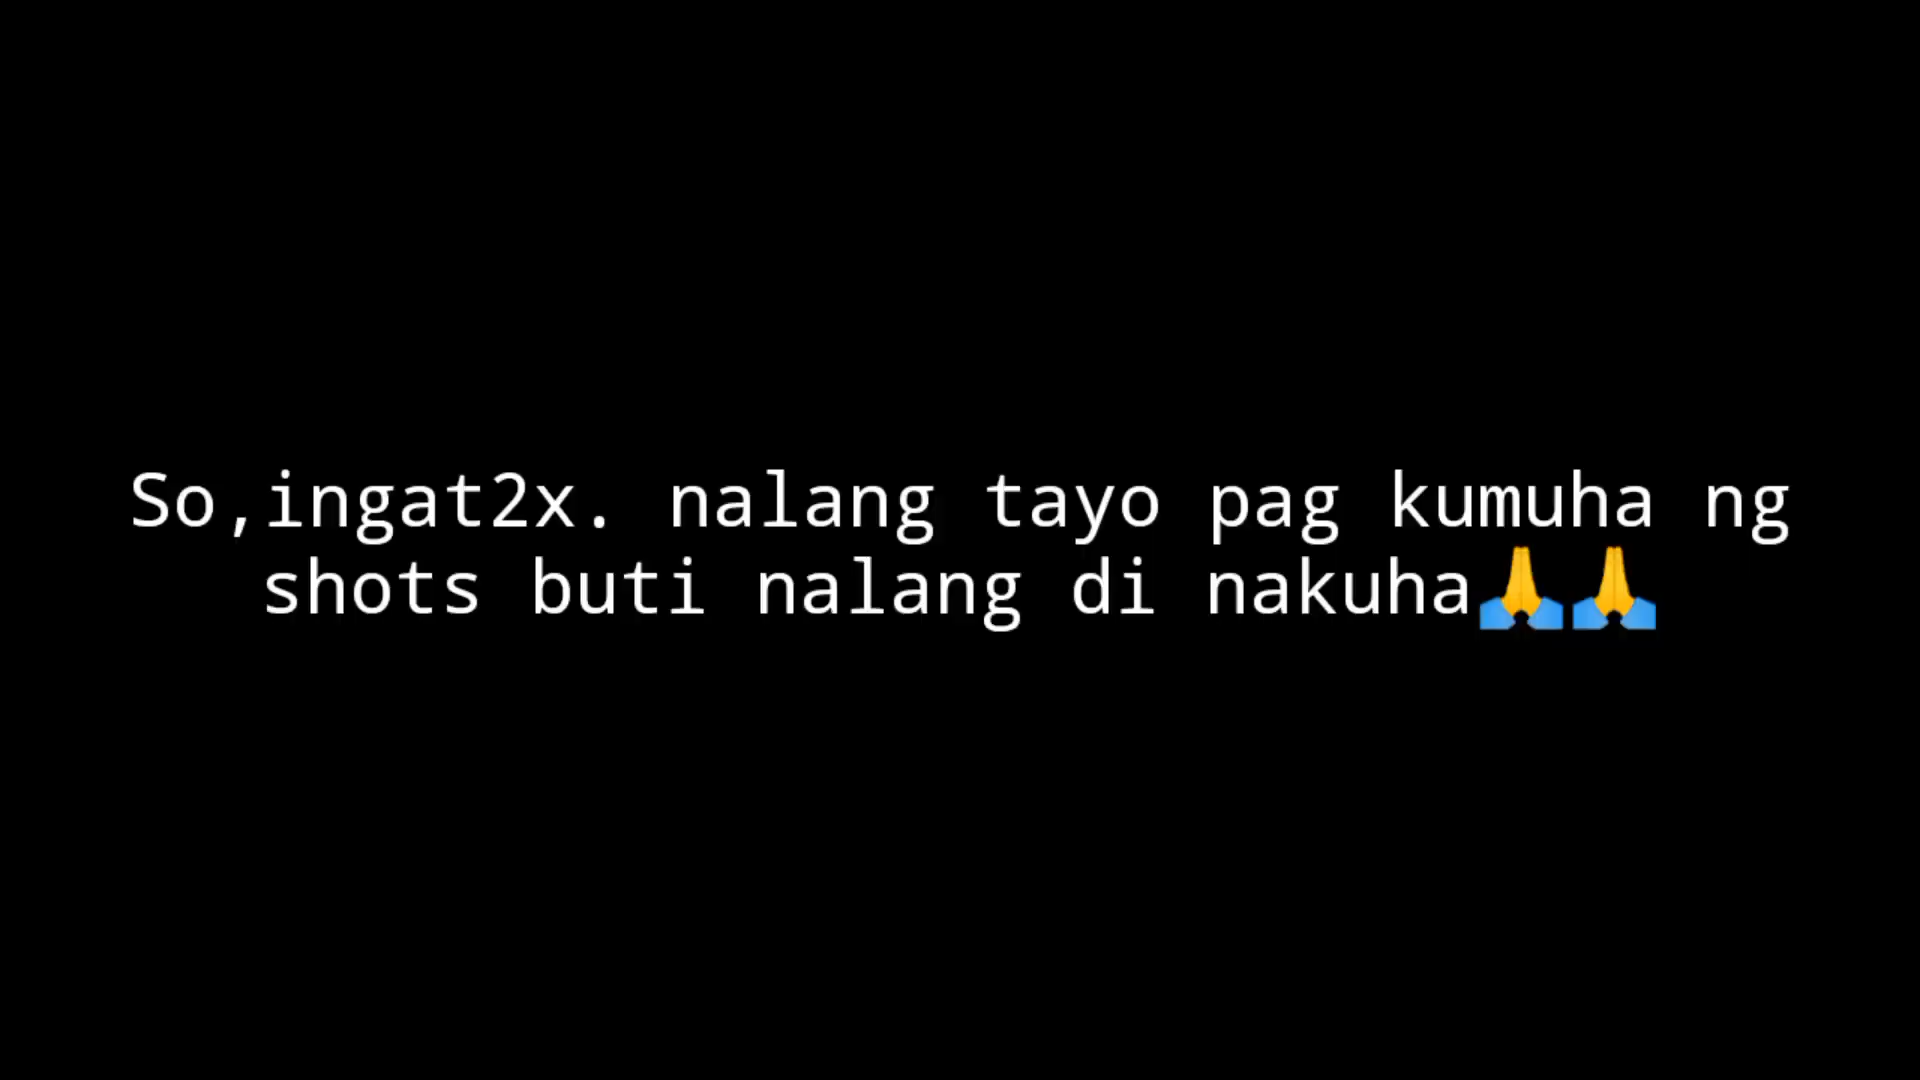 So,ingat2x. nalang tayo pag kumuha ng
shots buti nalang di nakuha🙏🙏